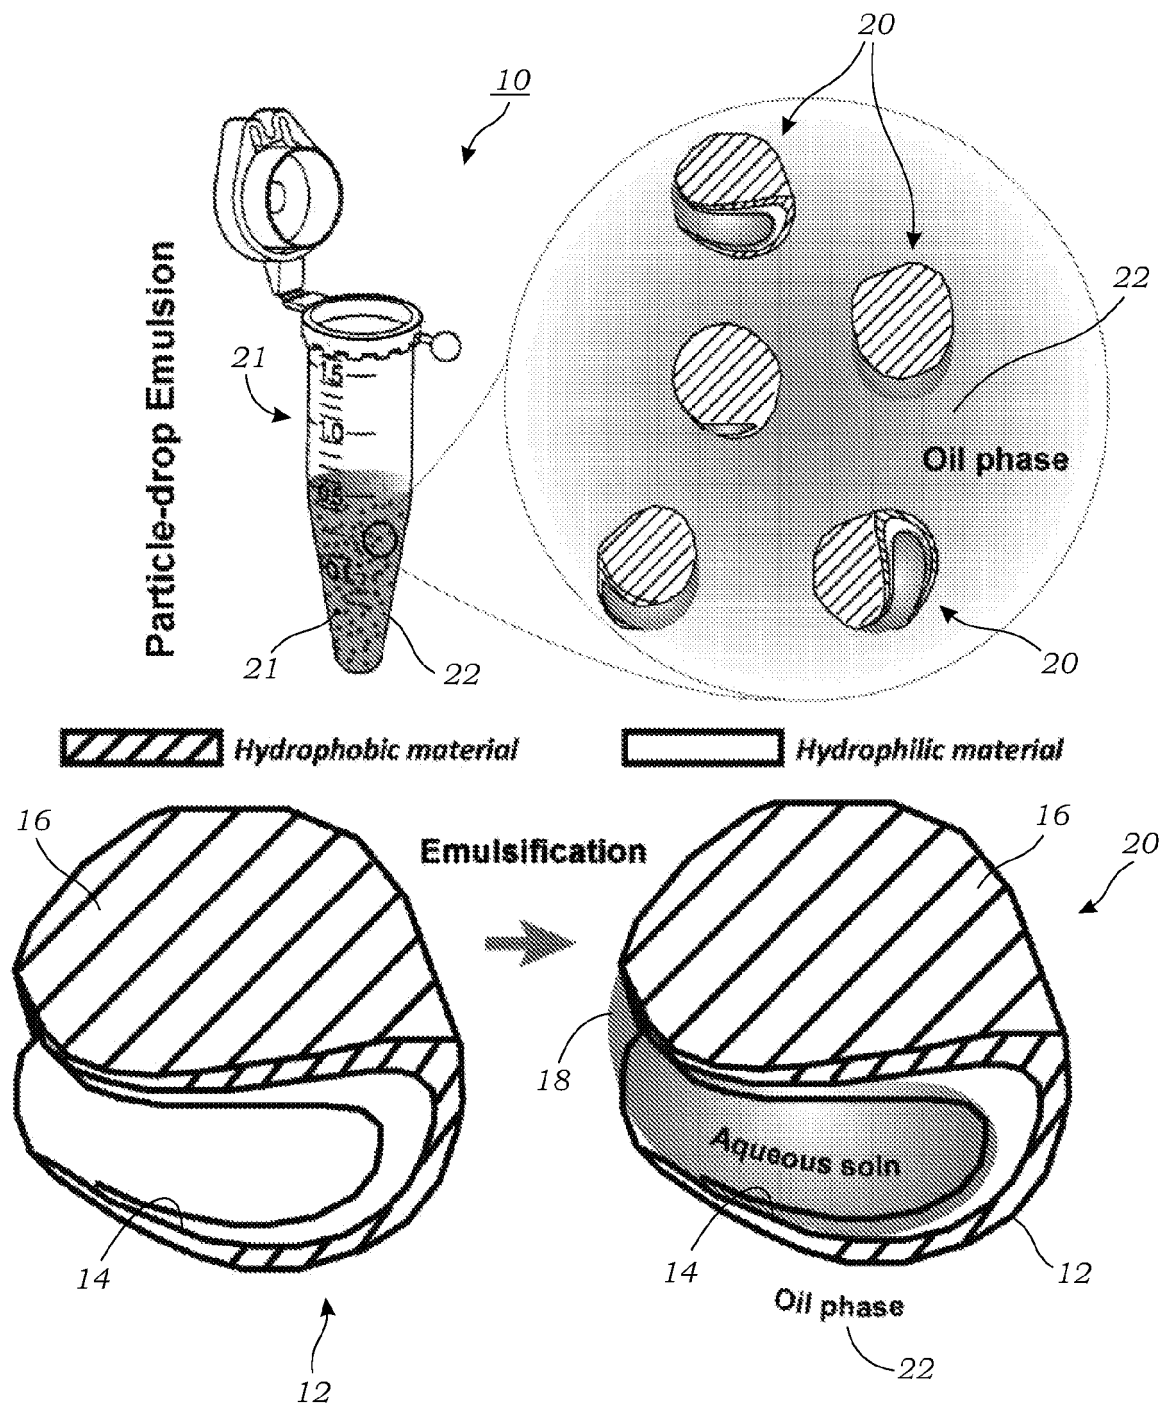 20
10
22
Particle-drop Emulsion
21
Oil phase
21
22
20
Hydrophobic material
Hydrophilic material
16
Emulsification
16
20
18
Aqueous soln
14
14
12
Oil phase
12
22